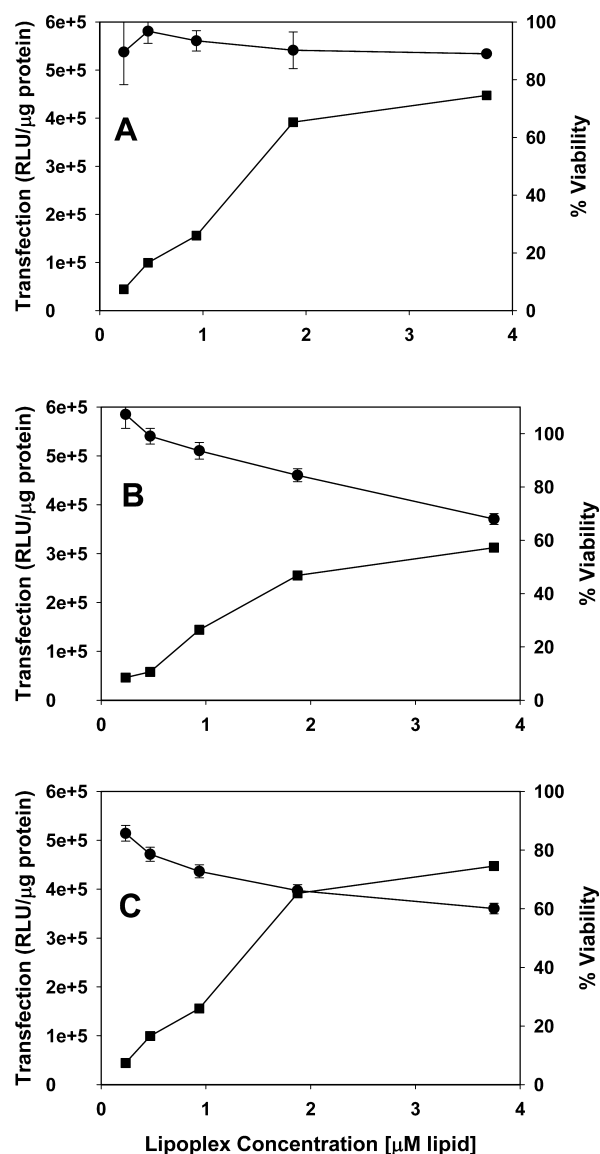 6e+5
5e+5
4e+5
3e+5
2e+5
1e+5
0
Transfection (RLU/μg protein)
A
100
80
60
40
20
0
% Viability
0 1 2 3 4
6e+5
5e+5
4e+5
3e+5
2e+5
1e+5
0
Transfection (RLU/μg protein)
B
100
80
60
40
20
0
% Viability
0 1 2 3 4
6e+5
5e+5
4e+5
3e+5
2e+5
1e+5
0
Transfection (RLU/μg protein)
C
100
80
60
40
20
0
% Viability
0 1 2 3 4
Lipoplex Concentration [μM lipid]